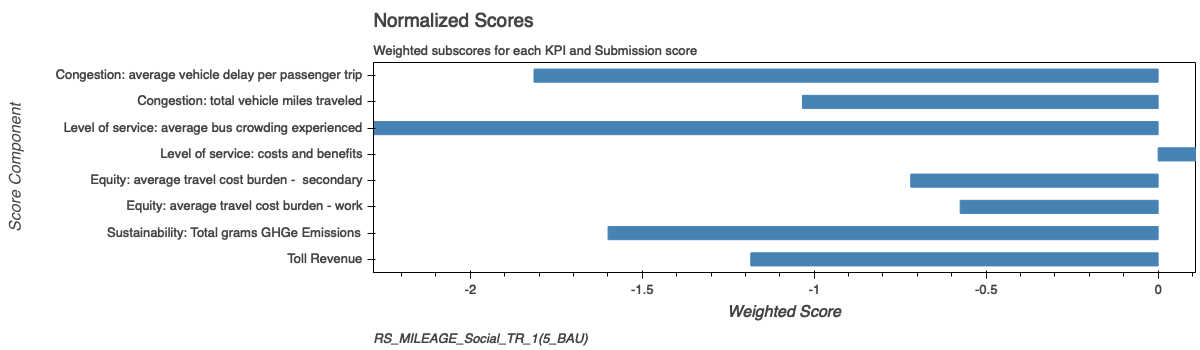 Normalized Scores
Weighted subscores for each KPI and Submission score
Score Component
Congestion: average vehicle delay per passenger trip
Congestion: total vehicle miles traveled
Level of service: average bus crowding experienced
Level of service: costs and benefits
Equity: average travel cost burden -  secondary
Equity: average travel cost burden - work
Sustainability: Total grams GHGe Emissions
Toll Revenue
-2 -1.5 -1 -0.5 0
Weighted Score
RS_MILEAGE_Social_TR_1(5_BAU)